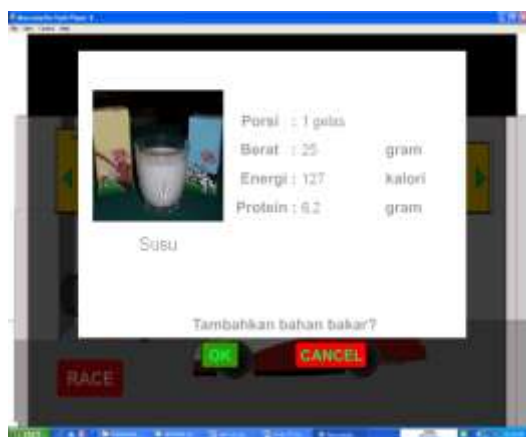 Porsi : 1 gelas
Berat : 25 gram
Energi : 127 kalori
Protein : 6.2 gram
Susu
Tambahkan bahan bakar?
OK
CANCEL
RACE